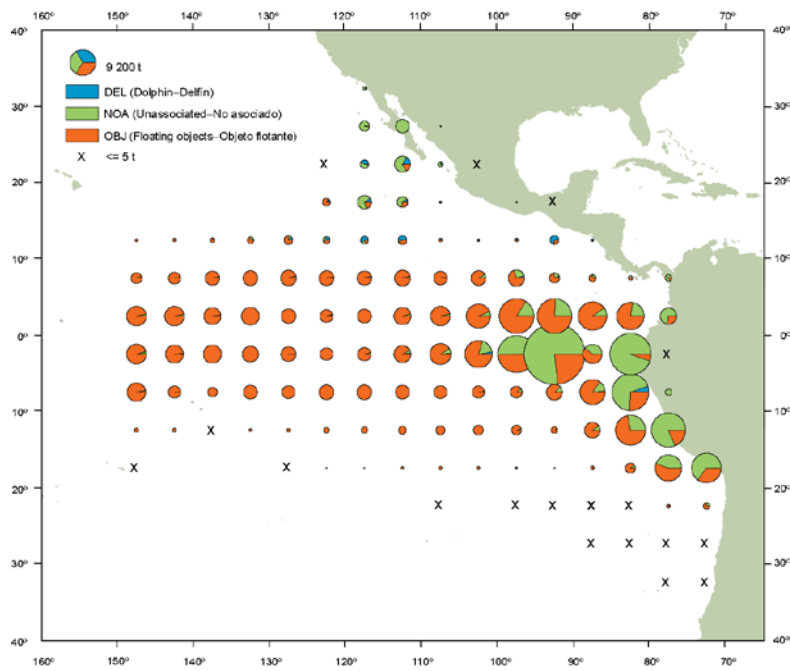 160° 150° 140° 130° 120° 110° 100° 90° 80° 70°
40° 40°
9 200 t
DEL (Dolphin–Delfín)
30° 30°
NOA (Unassociated–No asociado)
OBJ (Floating objects–Objeto flotante)
X <= 5 t
X X
20° 20°
X
10° 10°
0° 0°
X
10° 10°
X
X X
20° 20°
X X X X X
X X X X
30° 30°
X X
40° 40°
160° 150° 140° 130° 120° 110° 100° 90° 80° 70°